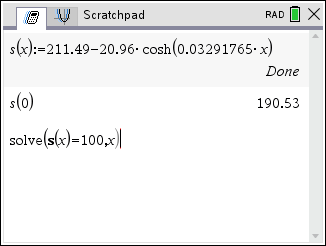 Scratchpad RAD
s(x):=211.49−20.96·cosh(0.03291765·x)
Done
s(0) 190.53
solve(s(x)=100,x)